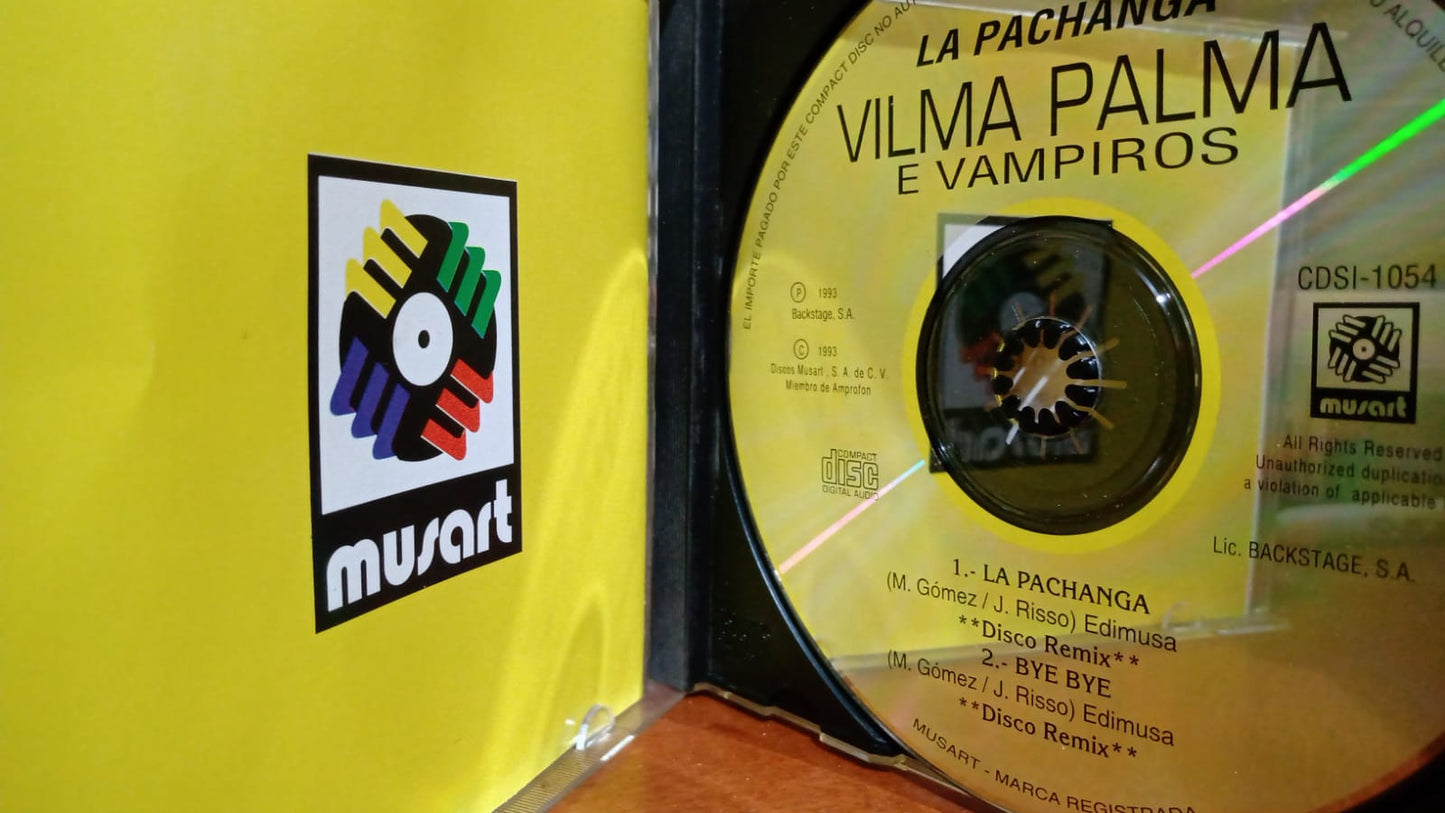 musart
LA PACHANGA
VILMA PALMA
E VAMPIROS
EL IMPORTE PAGADO POR ESTE COMPACT DISC NO
ALQUILE
℗ 1993
Backstage, S.A.
© 1993
Discos Musart , S. A. de C. V.
Miembro de Amprofon
COMPACT
disc
DIGITAL AUDIO
CDSI-1054
musart
All Rights Reserved
Unauthorized
a violation of applicable
Lic. BACKSTAGE, S.A.
1.- LA PACHANGA
(M. Gómez / J. Risso) Edimusa
**Disco Remix**
2.- BYE BYE
(M. Gómez / J. Risso) Edimusa
**Disco Remix**
MUSART - MARCA REGISTRADA